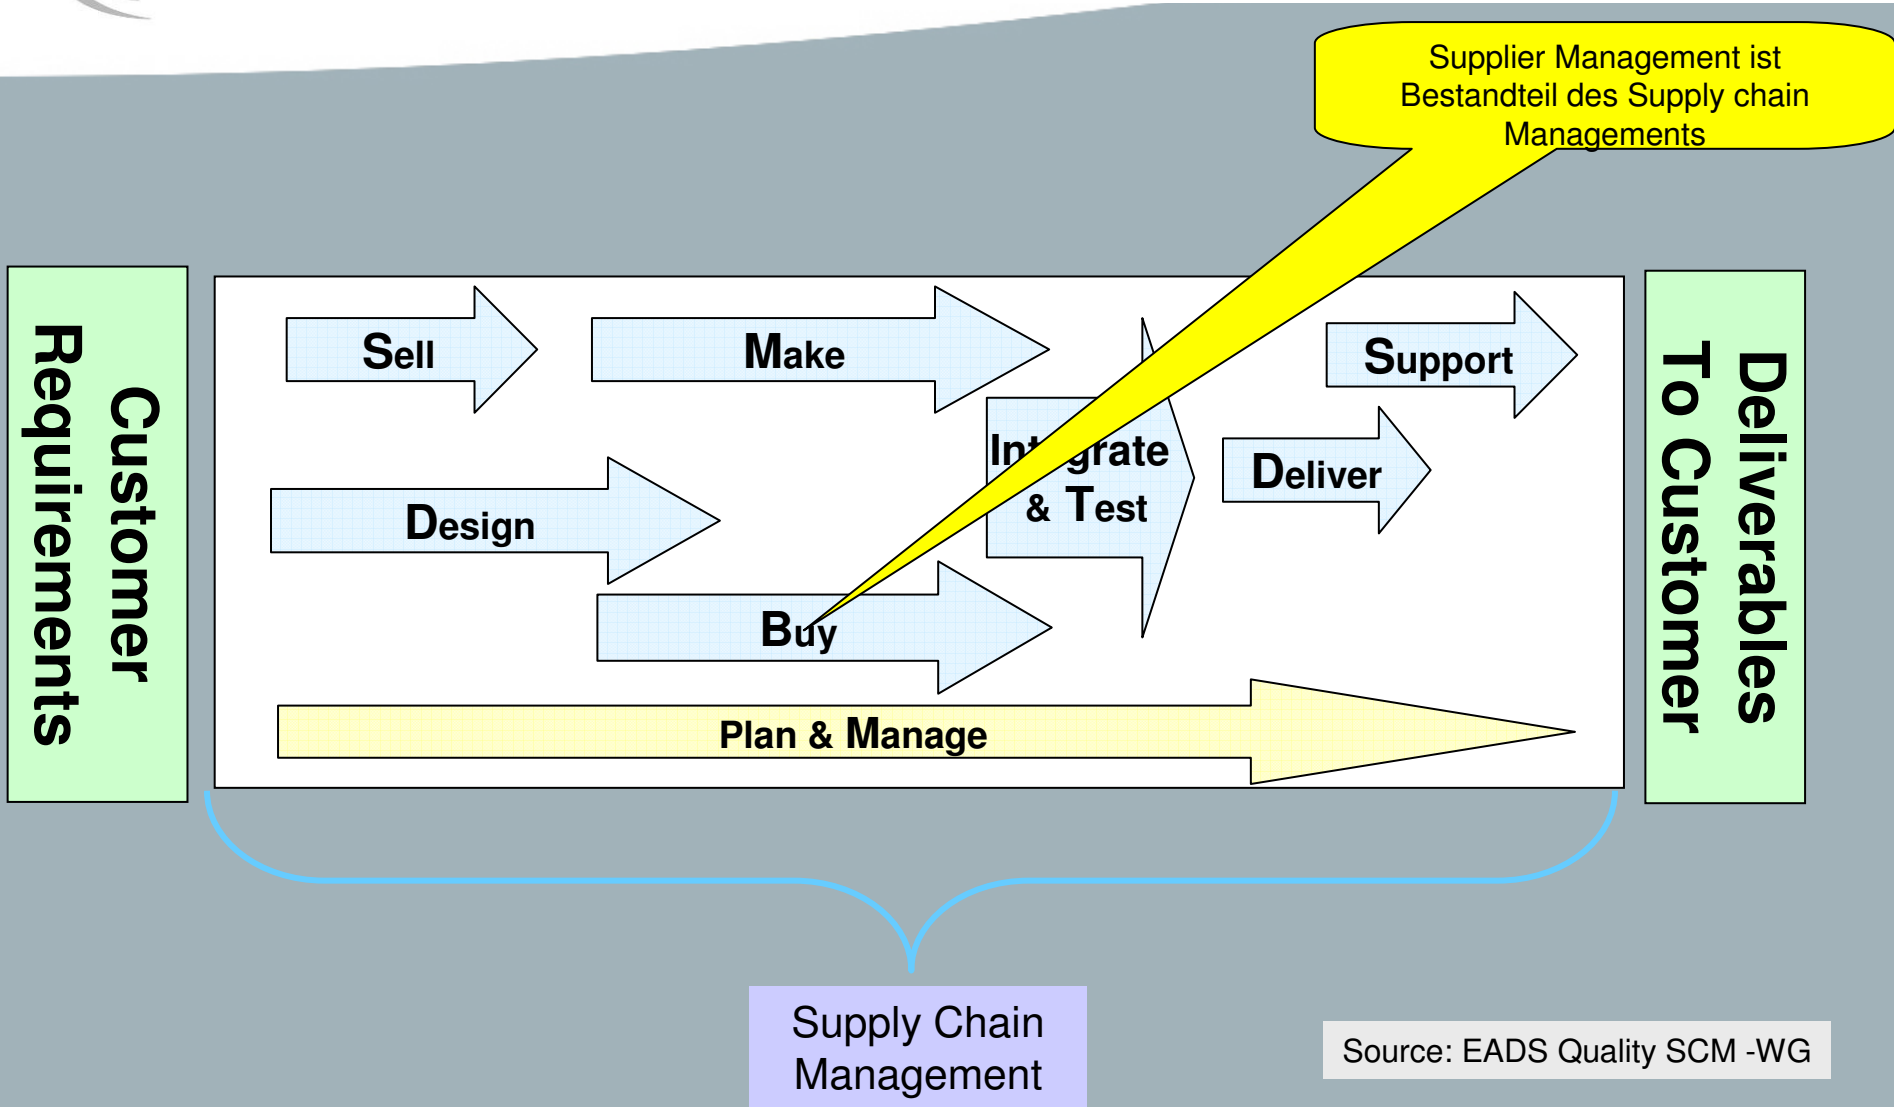 Supplier Management ist
Bestandteil des Supply chain
Managements
Customer
Requirements
Sell
Make
Support
Integrate
& Test
Deliver
Design
Buy
Plan & Manage
Deliverables
To Customer
Supply Chain
Management
Source: EADS Quality SCM -WG